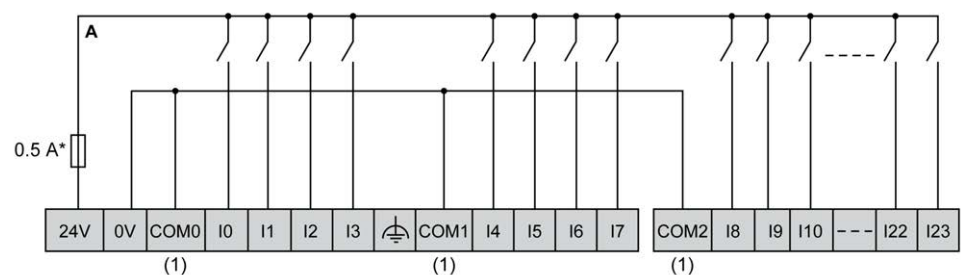 A
0.5 A*
24V 0V COM0 I0 I1 I2 I3 COM1 I4 I5 I6 I7 COM2 I8 I9 I10 I22 I23
(1) (1) (1)